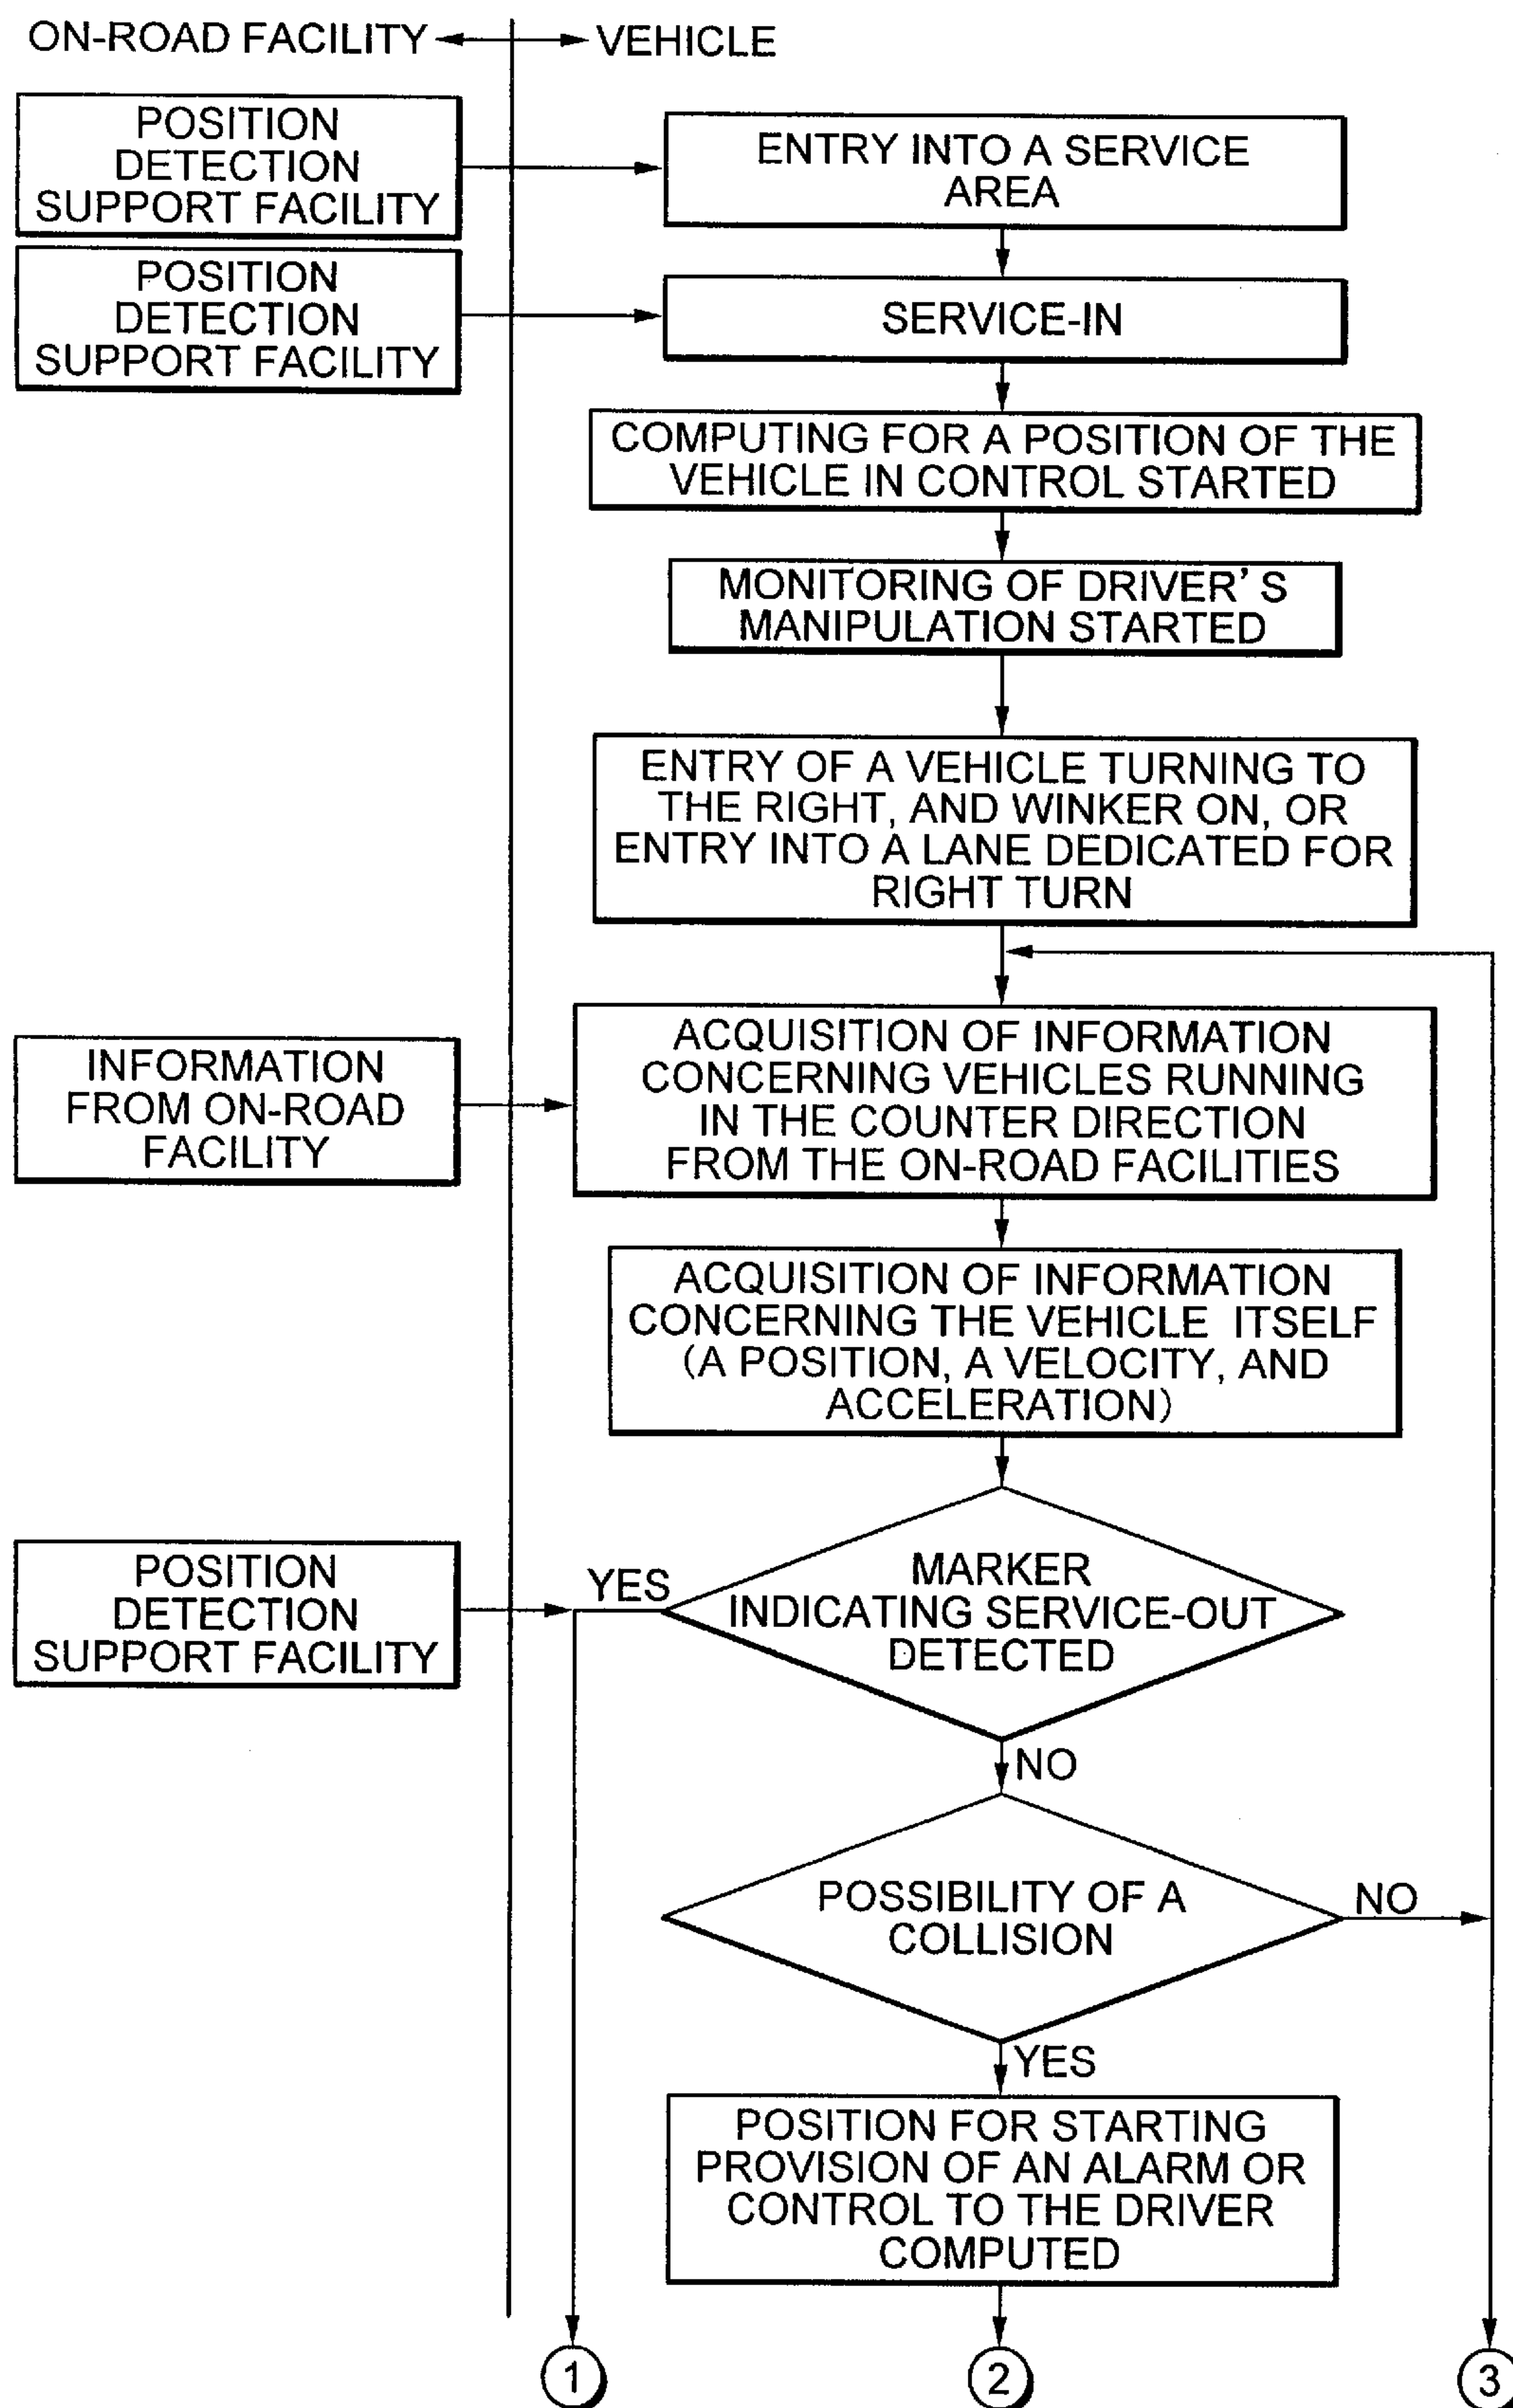 ON-ROAD FACILITY
VEHICLE
POSITION
DETECTION
SUPPORT FACILITY
ENTRY INTO A SERVICE
AREA
POSITION
DETECTION
SUPPORT FACILITY
SERVICE-IN
COMPUTING FOR A POSITION OF THE
VEHICLE IN CONTROL STARTED
MONITORING OF DRIVER'S
MANIPULATION STARTED
ENTRY OF A VEHICLE TURNING TO
THE RIGHT, AND WINKER ON, OR
ENTRY INTO A LANE DEDICATED FOR
RIGHT TURN
INFORMATION
FROM ON-ROAD
FACILITY
ACQUISITION OF INFORMATION
CONCERNING VEHICLES RUNNING
IN THE COUNTER DIRECTION
FROM THE ON-ROAD FACILITIES
ACQUISITION OF INFORMATION
CONCERNING THE VEHICLE ITSELF
(A POSITION, A VELOCITY, AND
ACCELERATION)
POSITION
DETECTION
SUPPORT FACILITY
YES
MARKER
INDICATING SERVICE-OUT
DETECTED
NO
POSSIBILITY OF A
COLLISION
NO
YES
POSITION FOR STARTING
PROVISION OF AN ALARM OR
CONTROL TO THE DRIVER
COMPUTED
1
2
3